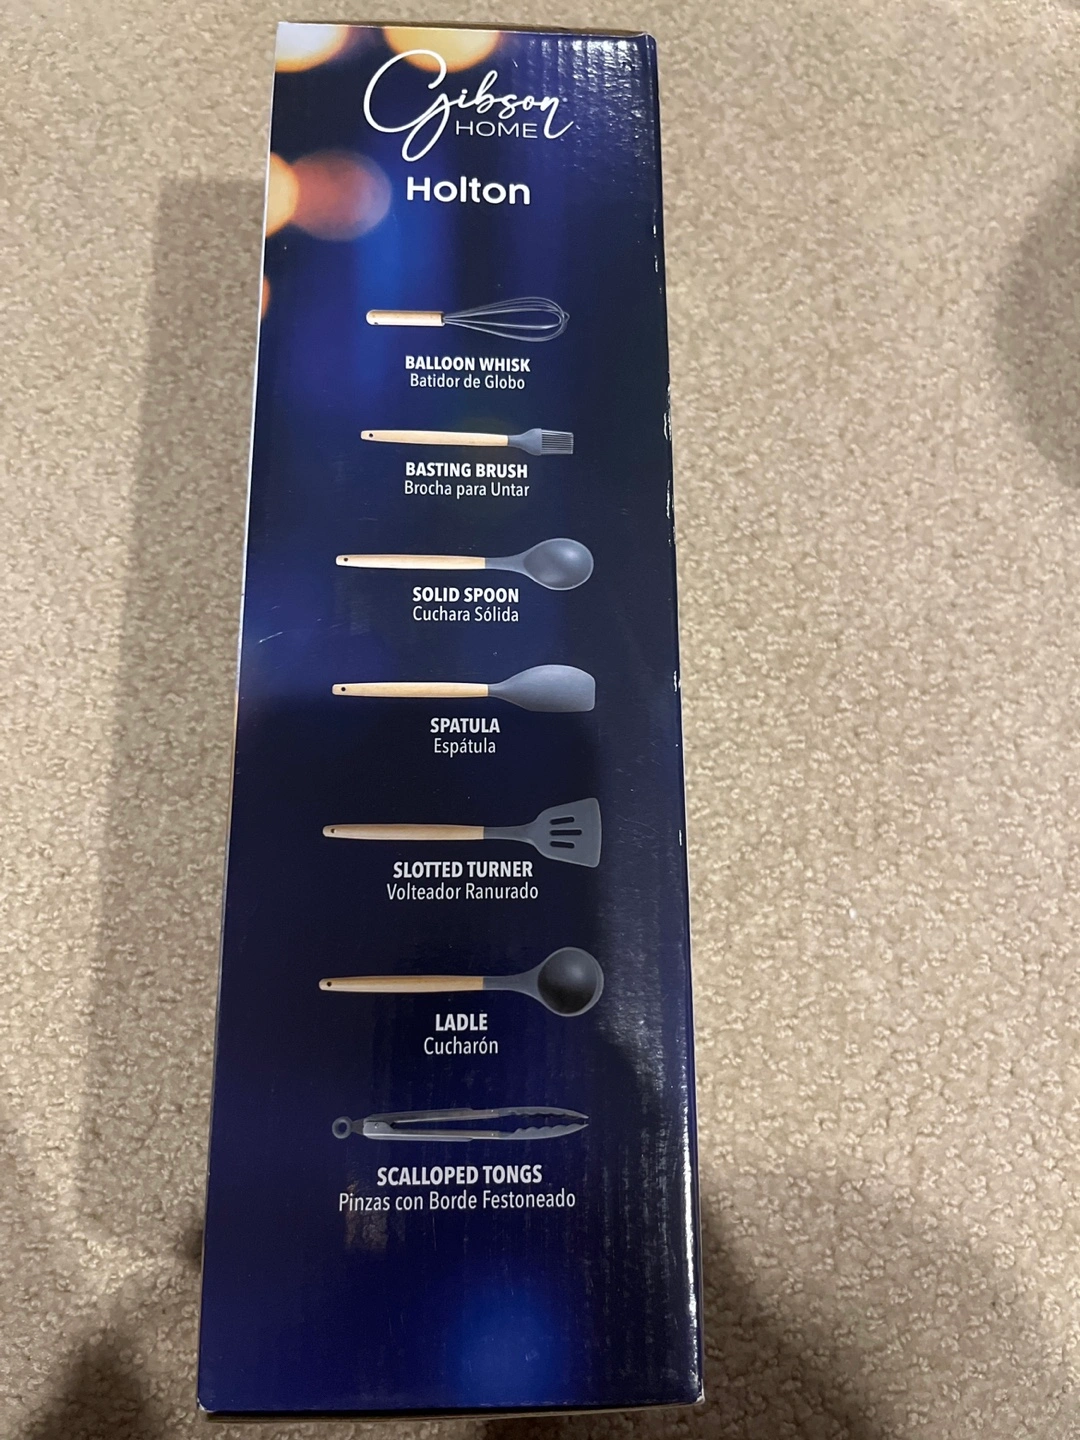 Gibson
HOME
Holton
BALLOON WHISK
Batidor de Globo
BASTING BRUSH
Brocha para Untar
SOLID SPOON
Cuchara Sólida
SPATULA
Espátula
SLOTTED TURNER
Volteador Ranurado
LADLE
Cucharón
SCALLOPED TONGS
Pinzas con Borde Festoneado